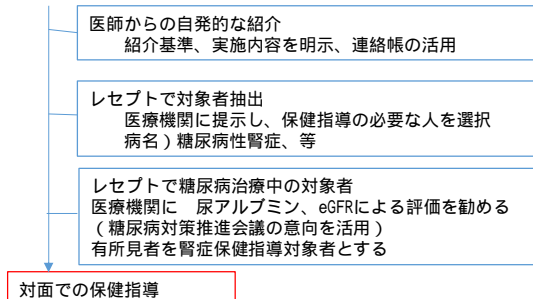 医師からの自発的な紹介
紹介基準、実施内容を明示、連絡帳の活用
レセプトで対象者抽出
医療機関に提示し、保健指導の必要な人を選択
病名）糖尿病性腎症、等
レセプトで糖尿病治療中の対象者
医療機関に　尿アルブミン、eGFRによる評価を勧める
（糖尿病対策推進会議の意向を活用）
有所見者を腎症保健指導対象者とする
対面での保健指導